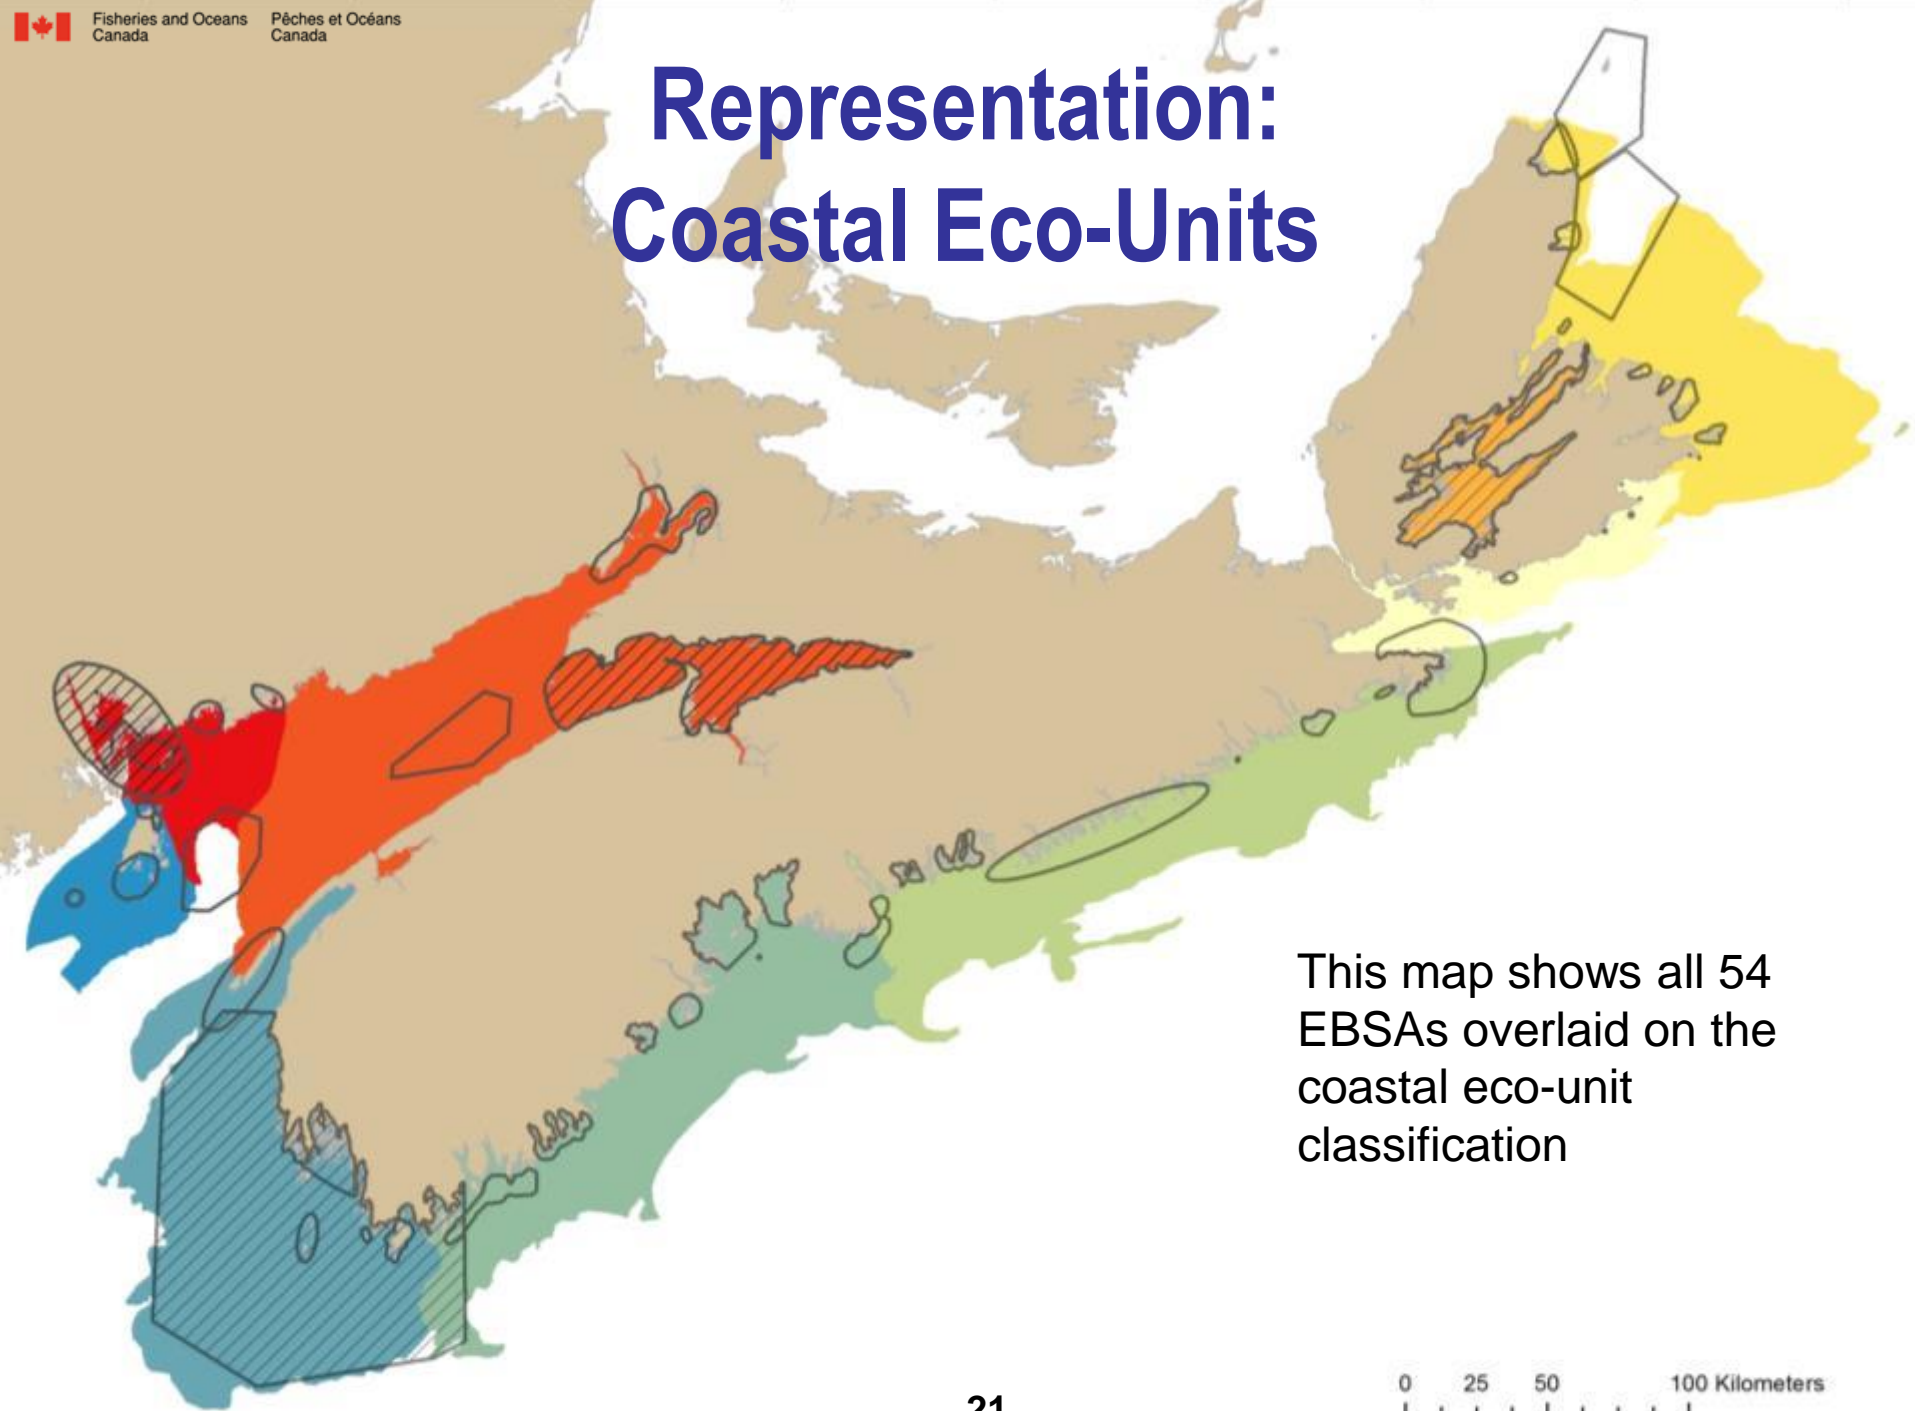 Fisheries and Oceans Pêches et Océans
Canada Canada
Representation:
Coastal Eco-Units
This map shows all 54
EBSAs overlaid on the
coastal eco-unit
classification
0 25 50 100 Kilometers
21